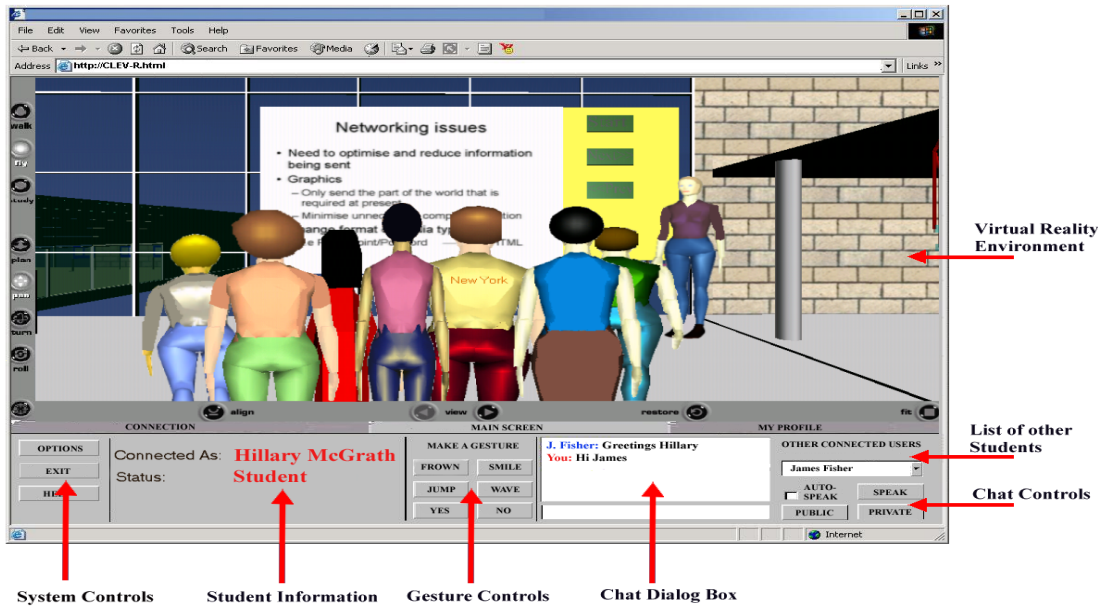 File Edit View Favorites Tools Help
Back Search Favorites Media
Address http://CLEV-R.html Links »
walk
fly
study
plan
pan
turn
roll
Networking issues
• Need to optimise and reduce information
being sent
• Graphics
– Only send the part of the world that is
required at present
– Minimise
HTML
New York
align view restore fit
CONNECTION MAIN SCREEN MY PROFILE
OPTIONS
EXIT
Connected As: Hillary McGrath
Status: Student
MAKE A GESTURE
FROWN SMILE
JUMP WAVE
YES NO
J. Fisher: Greetings Hillary
You: Hi James
OTHER CONNECTED USERS
James Fisher
AUTO-
SPEAK
SPEAK
PUBLIC PRIVATE
Internet
Virtual Reality
Environment
List of other
Students
Chat Controls
System Controls Student Information Gesture Controls Chat Dialog Box